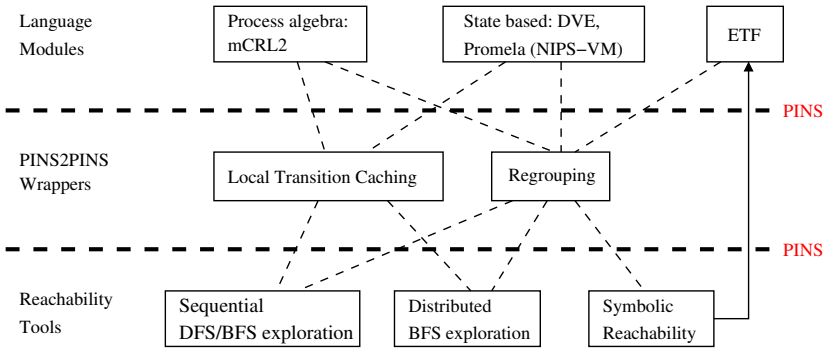 Language
Modules
Process algebra:
mCRL2
State based: DVE,
Promela (NIPS−VM)
ETF
PINS
PINS2PINS
Wrappers
Local Transition Caching
Regrouping
PINS
Reachability
Tools
Sequential
DFS/BFS exploration
Distributed
BFS exploration
Symbolic
Reachability